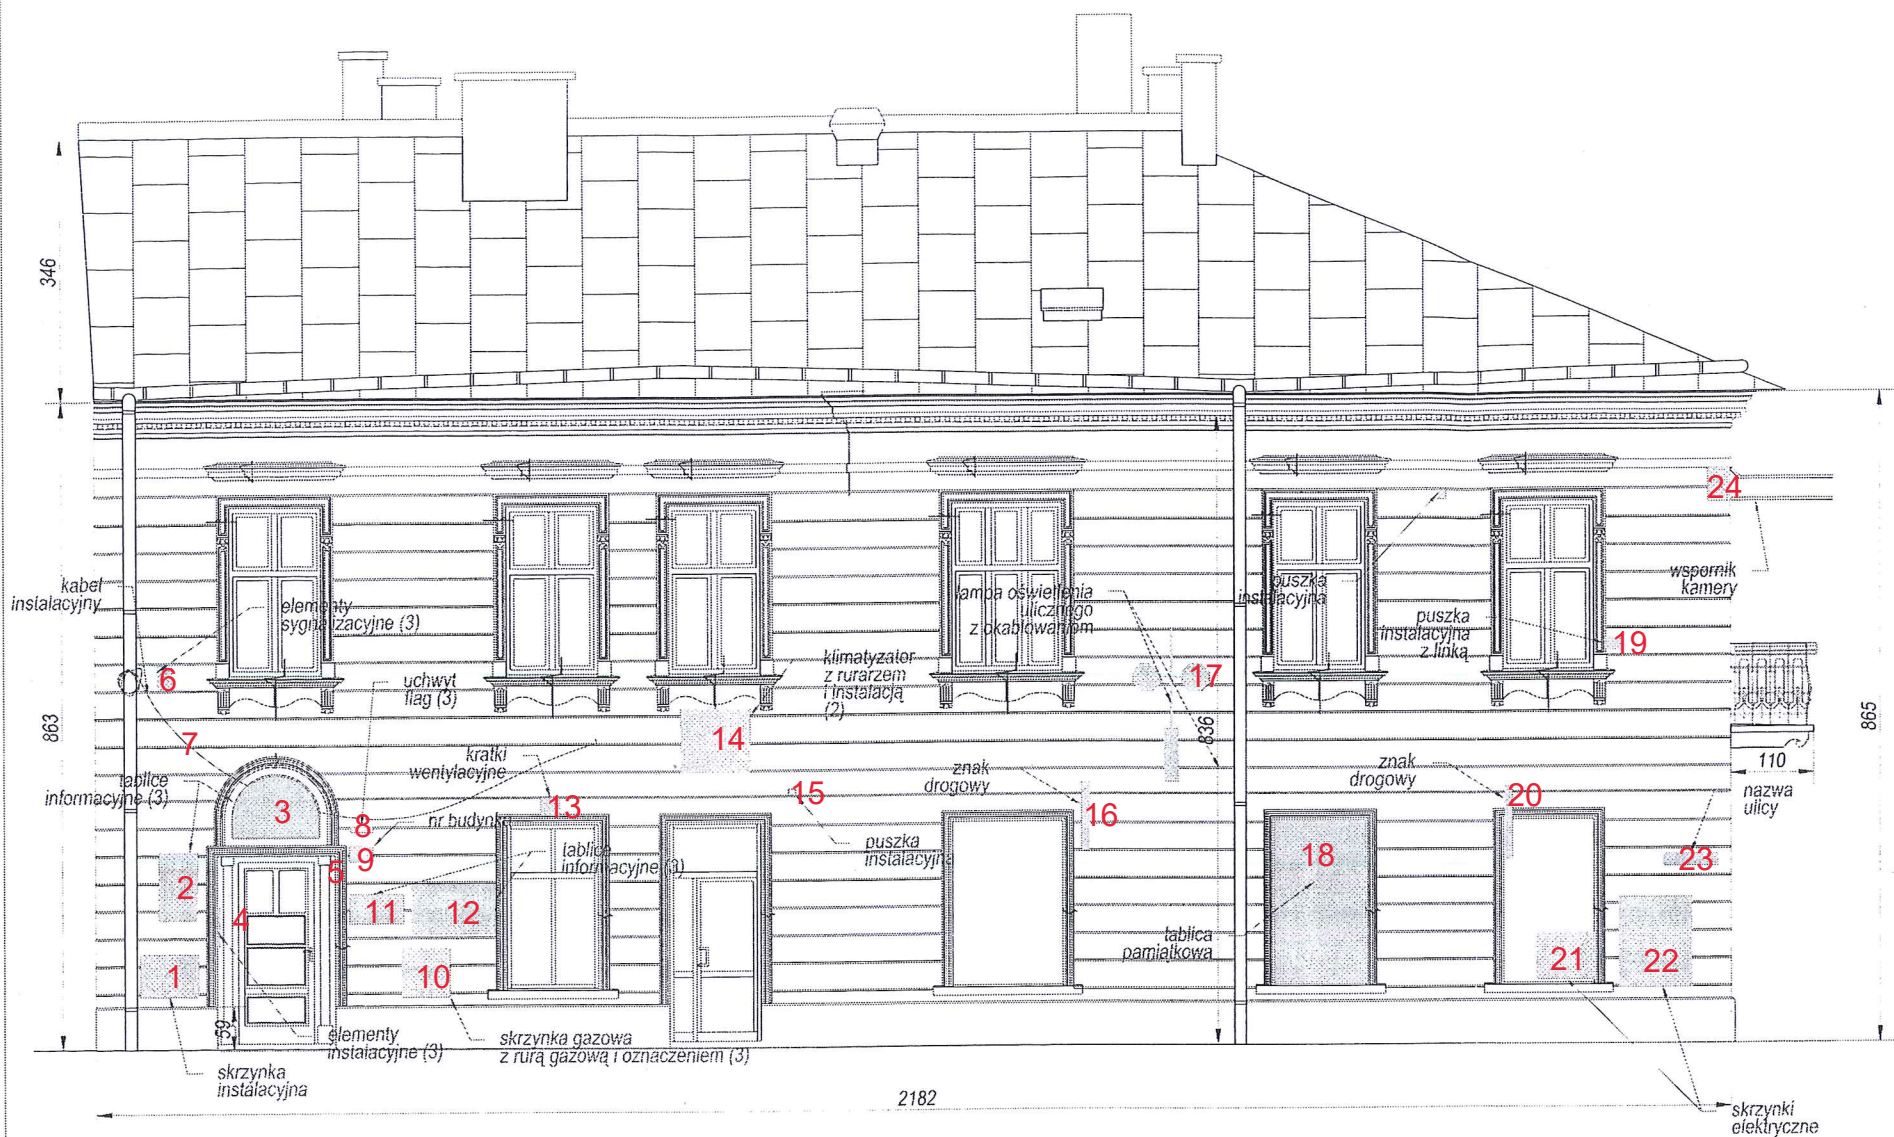 346
24
kabel
instalacyjny
elementy
sygnalizacyjne (3)
lampa oświetlenia
ulicznego
z okablowaniom
puszka
instalacyjna
puszka
instalacyjna
z linką
wspornik
kamery
19
6
uchwyt
flag (3)
klimatyzator
z rurarzem
i instalacją
(2)
17
863
7
14
836
865
kratki
wentylacyjne
znak
drogowy
znak
drogowy
110
tablice
informacyjne (3)
3
8
nr budynku
13
15
16
20
nazwa
ulicy
2
5
9
tablice
informacyjne (3)
puszka
instalacyjna
18
23
4
11
12
tablica
pamiątkowa
1
10
21
22
59
elementy
instalacyjne (3)
skrzynka gazowa
z rurą gazową i oznaczeniem (3)
skrzynka
instalacyjna
2182
skrzynki
elektryczne